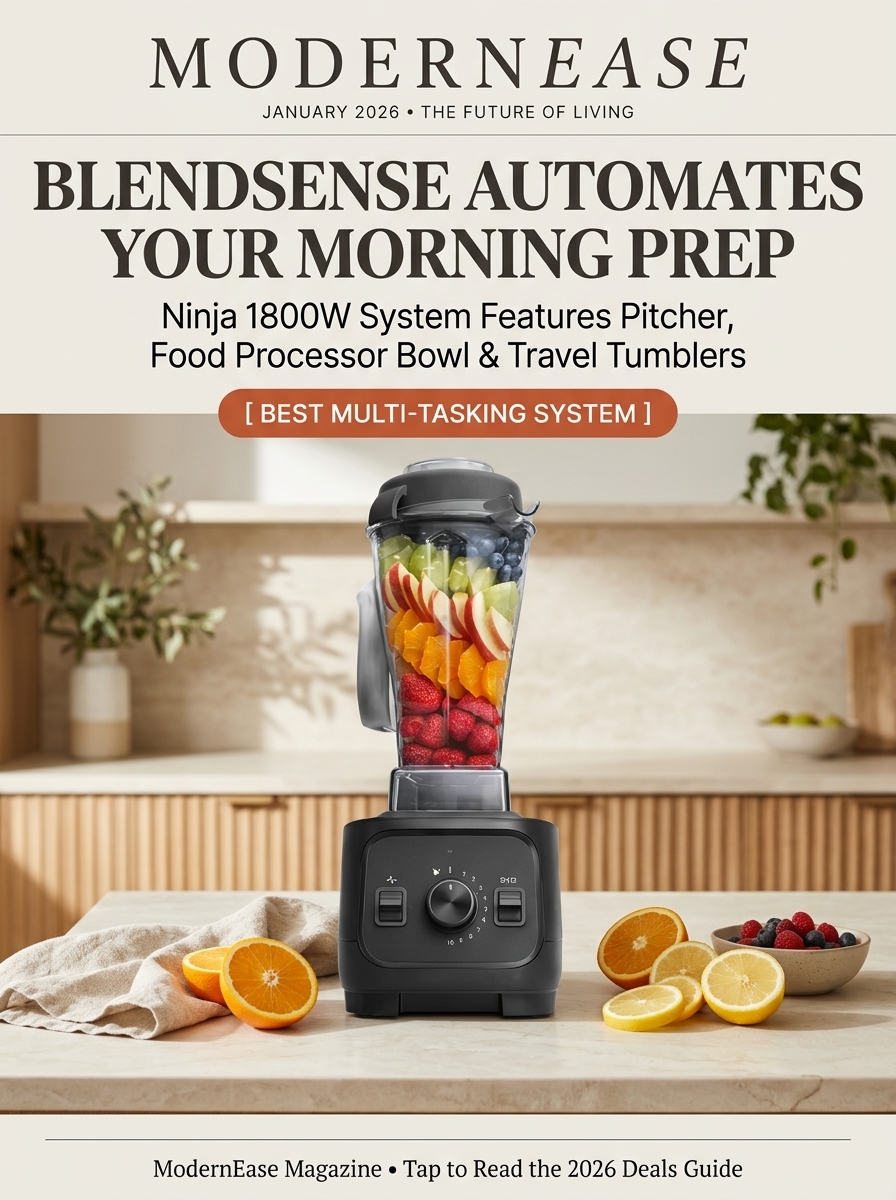 MODERNEASE
JANUARY 2026 • THE FUTURE OF LIVING
BLENDSENSE AUTOMATES
YOUR MORNING PREP
Ninja 1800W System Features Pitcher,
Food Processor Bowl & Travel Tumblers
[ BEST MULTI-TASKING SYSTEM ]
ModernEase Magazine • Tap to Read the 2026 Deals Guide